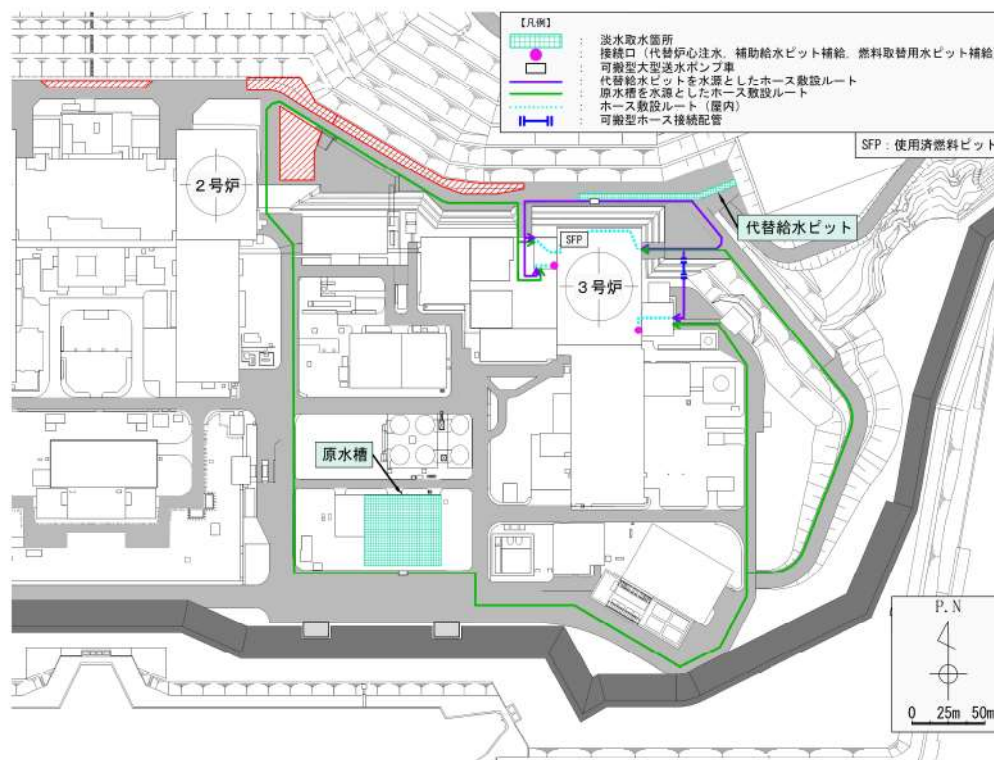 【凡例】
： 淡水取水箇所
： 接続口（代替炉心注水，補助給水ピット補給，燃料取替用水ピット補給
： 可搬型大型送水ポンプ車
： 代替給水ピットを水源としたホース敷設ルート
： 原水槽を水源としたホース敷設ルート
： ホース敷設ルート（屋内）
： 可搬型ホース接続配管
SFP：使用済燃料ピット
2号炉
代替給水ピット
SFP
3号炉
原水槽
P.N
0 25m 50m